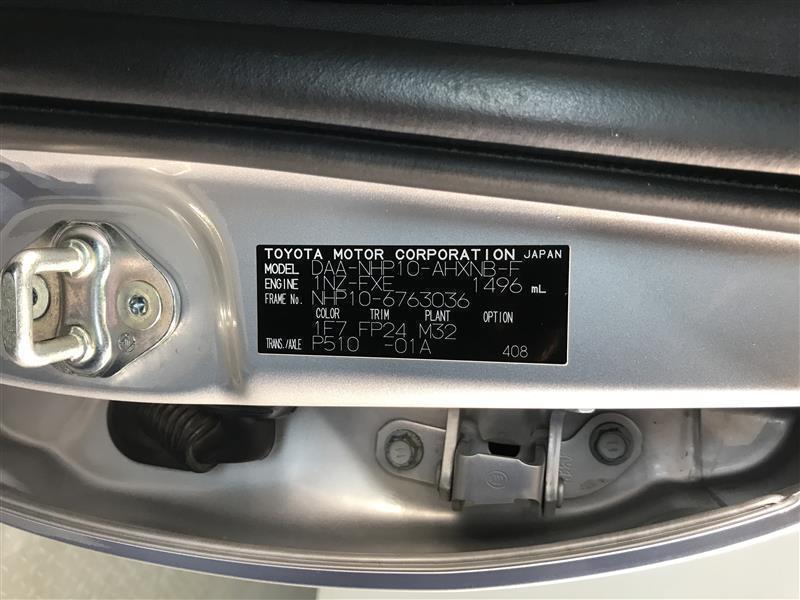 TOYOTA MOTOR CORPORATION JAPAN
MODEL DAA-NHP10-AHXNB-F
ENGINE 1NZ-FXE 1496 mL
FRAME No. NHP10-6763036
COLOR TRIM PLANT OPTION
1F7 FP24 M32
TRANS./AXLE P510 -01A 408